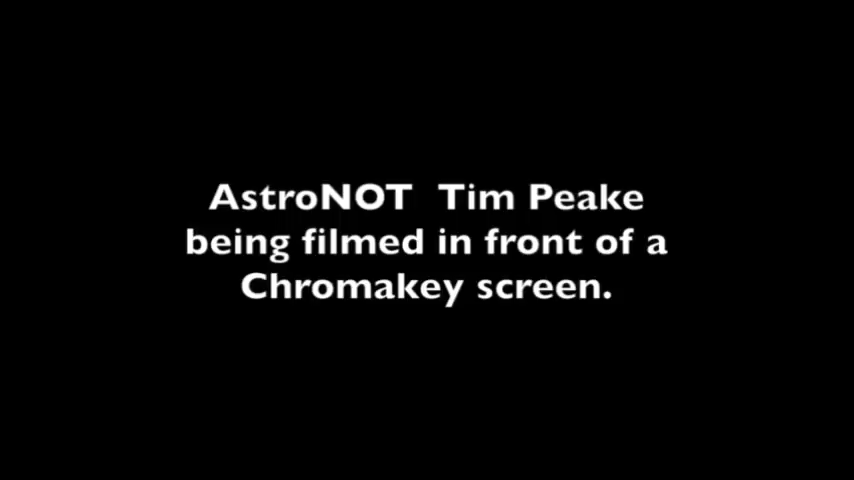 AstroNOT Tim Peake
being filmed in front of a
Chromakey screen.